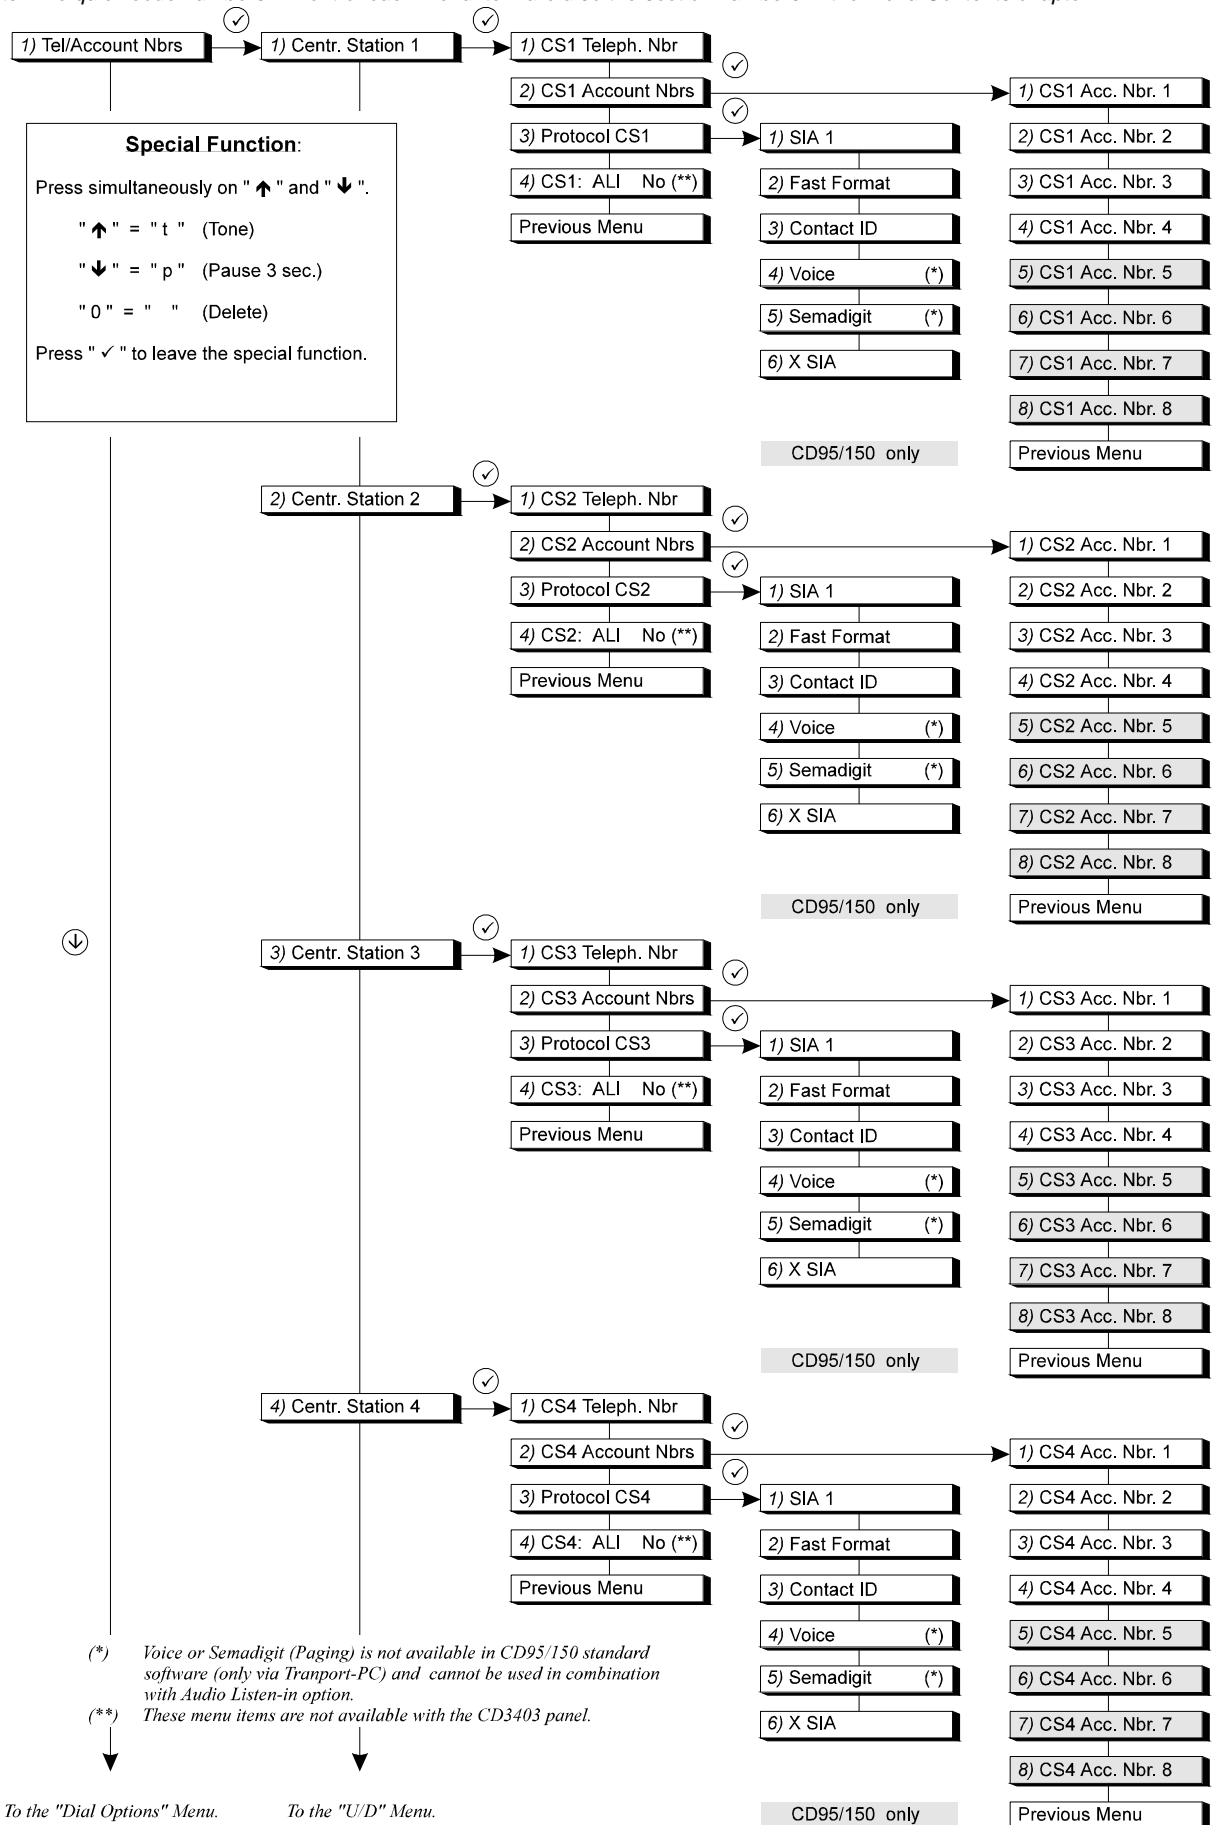 1) Tel/Account Nbrs
1) Centr. Station 1
1) CS1 Teleph. Nbr
2) CS1 Account Nbrs
3) Protocol CS1
4) CS1: ALI No (**)
Previous Menu
1) SIA 1
2) Fast Format
3) Contact ID
4) Voice (*)
5) Semadigit (*)
6) X SIA
CD95/150 only
1) CS1 Acc. Nbr. 1
2) CS1 Acc. Nbr. 2
3) CS1 Acc. Nbr. 3
4) CS1 Acc. Nbr. 4
5) CS1 Acc. Nbr. 5
6) CS1 Acc. Nbr. 6
7) CS1 Acc. Nbr. 7
8) CS1 Acc. Nbr. 8
Previous Menu
Special Function:
Press simultaneously on " ↑ " and " ↓ ".
" ↑ " = " t " (Tone)
" ↓ " = " p " (Pause 3 sec.)
" 0 " = " " (Delete)
Press " ✓ " to leave the special function.
2) Centr. Station 2
1) CS2 Teleph. Nbr
2) CS2 Account Nbrs
3) Protocol CS2
4) CS2: ALI No (**)
Previous Menu
1) SIA 1
2) Fast Format
3) Contact ID
4) Voice (*)
5) Semadigit (*)
6) X SIA
CD95/150 only
1) CS2 Acc. Nbr. 1
2) CS2 Acc. Nbr. 2
3) CS2 Acc. Nbr. 3
4) CS2 Acc. Nbr. 4
5) CS2 Acc. Nbr. 5
6) CS2 Acc. Nbr. 6
7) CS2 Acc. Nbr. 7
8) CS2 Acc. Nbr. 8
Previous Menu
3) Centr. Station 3
1) CS3 Teleph. Nbr
2) CS3 Account Nbrs
3) Protocol CS3
4) CS3: ALI No (**)
Previous Menu
1) SIA 1
2) Fast Format
3) Contact ID
4) Voice (*)
5) Semadigit (*)
6) X SIA
CD95/150 only
1) CS3 Acc. Nbr. 1
2) CS3 Acc. Nbr. 2
3) CS3 Acc. Nbr. 3
4) CS3 Acc. Nbr. 4
5) CS3 Acc. Nbr. 5
6) CS3 Acc. Nbr. 6
7) CS3 Acc. Nbr. 7
8) CS3 Acc. Nbr. 8
Previous Menu
4) Centr. Station 4
1) CS4 Teleph. Nbr
2) CS4 Account Nbrs
3) Protocol CS4
4) CS4: ALI No (**)
Previous Menu
1) SIA 1
2) Fast Format
3) Contact ID
4) Voice (*)
5) Semadigit (*)
6) X SIA
CD95/150 only
1) CS4 Acc. Nbr. 1
2) CS4 Acc. Nbr. 2
3) CS4 Acc. Nbr. 3
4) CS4 Acc. Nbr. 4
5) CS4 Acc. Nbr. 5
6) CS4 Acc. Nbr. 6
7) CS4 Acc. Nbr. 7
8) CS4 Acc. Nbr. 8
Previous Menu
(*) Voice or Semadigit (Paging) is not available in CD95/150 standard
software (only via Tranport-PC) and cannot be used in combination
with Audio Listen-in option.
(**) These menu items are not available with the CD3403 panel.
To the "Dial Options" Menu.
To the "U/D" Menu.